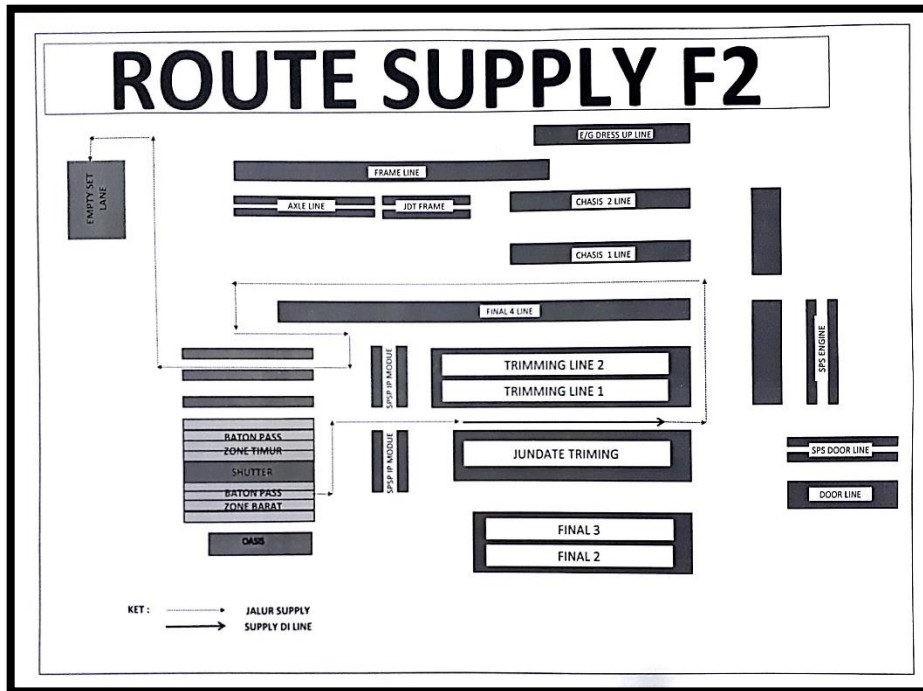 ROUTE SUPPLY F2
E/G DRESS UP LINE
EMPTY SET
LANE
FRAME LINE
AXLE LINE
JDT FRAME
CHASIS 2 LINE
CHASIS 1 LINE
FINAL 4 LINE
SPS ENGINE
SPSP IP MODUE
TRIMMING LINE 2
TRIMMING LINE 1
BATON PASS
ZONE TIMUR
SHUTTER
BATON PASS
ZONE BARAT
SPSP IP MODUE
JUNDATE TRIMING
SPS DOOR LINE
DOOR LINE
OASIS
FINAL 3
FINAL 2
KET : JALUR SUPPLY
SUPPLY DI LINE